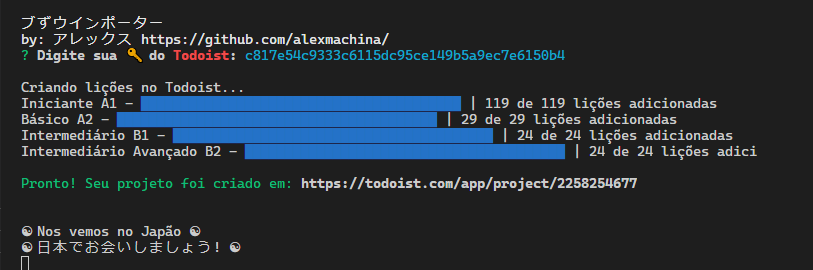 ブずウインポーター
by: アレックス https://github.com/alexmachina/
? Digite sua 🔑 do Todoist: c817e54c9333c6115dc95ce149b5a9ec7e6150b4
Criando lições no Todoist...
Iniciante A1 - | 119 de 119 lições adicionadas
Básico A2 - | 29 de 29 lições adicionadas
Intermediário B1 - | 24 de 24 lições adicionadas
Intermediário Avançado B2 - | 24 de 24 lições adici
Pronto! Seu projeto foi criado em: https://todoist.com/app/project/2258254677
☯ Nos vemos no Japão ☯
☯ 日本でお会いしましょう! ☯